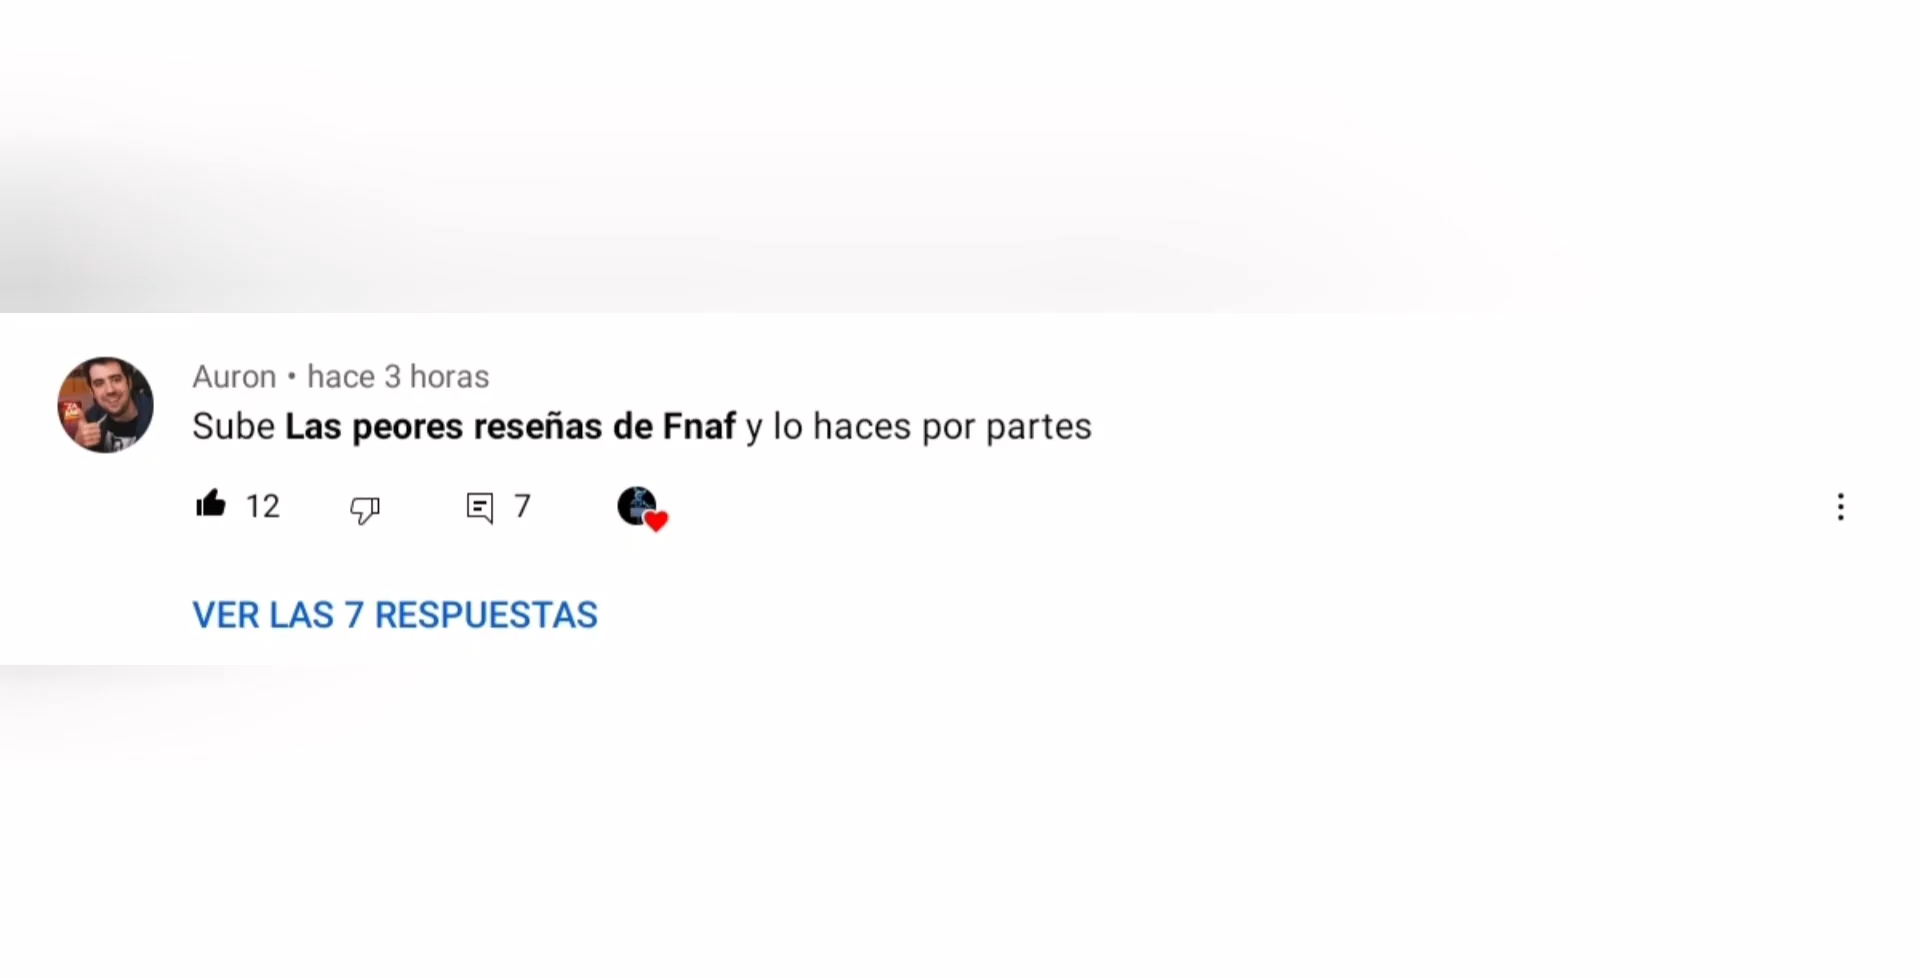 Auron • hace 3 horas
Sube Las peores reseñas de Fnaf y lo haces por partes
12 7
VER LAS 7 RESPUESTAS